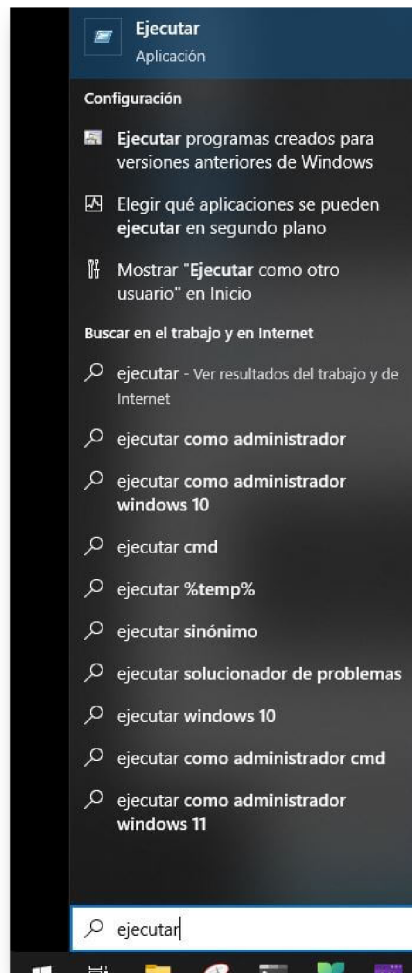 Ejecutar
Aplicación
Configuración
Ejecutar programas creados para
versiones anteriores de Windows
Elegir qué aplicaciones se pueden
ejecutar en segundo plano
Mostrar "Ejecutar como otro
usuario" en Inicio
Buscar en el trabajo y en Internet
ejecutar - Ver resultados del trabajo y de
Internet
ejecutar como administrador
ejecutar como administrador
windows 10
ejecutar cmd
ejecutar %temp%
ejecutar sinónimo
ejecutar solucionador de problemas
ejecutar windows 10
ejecutar como administrador cmd
ejecutar como administrador
windows 11
ejecutar